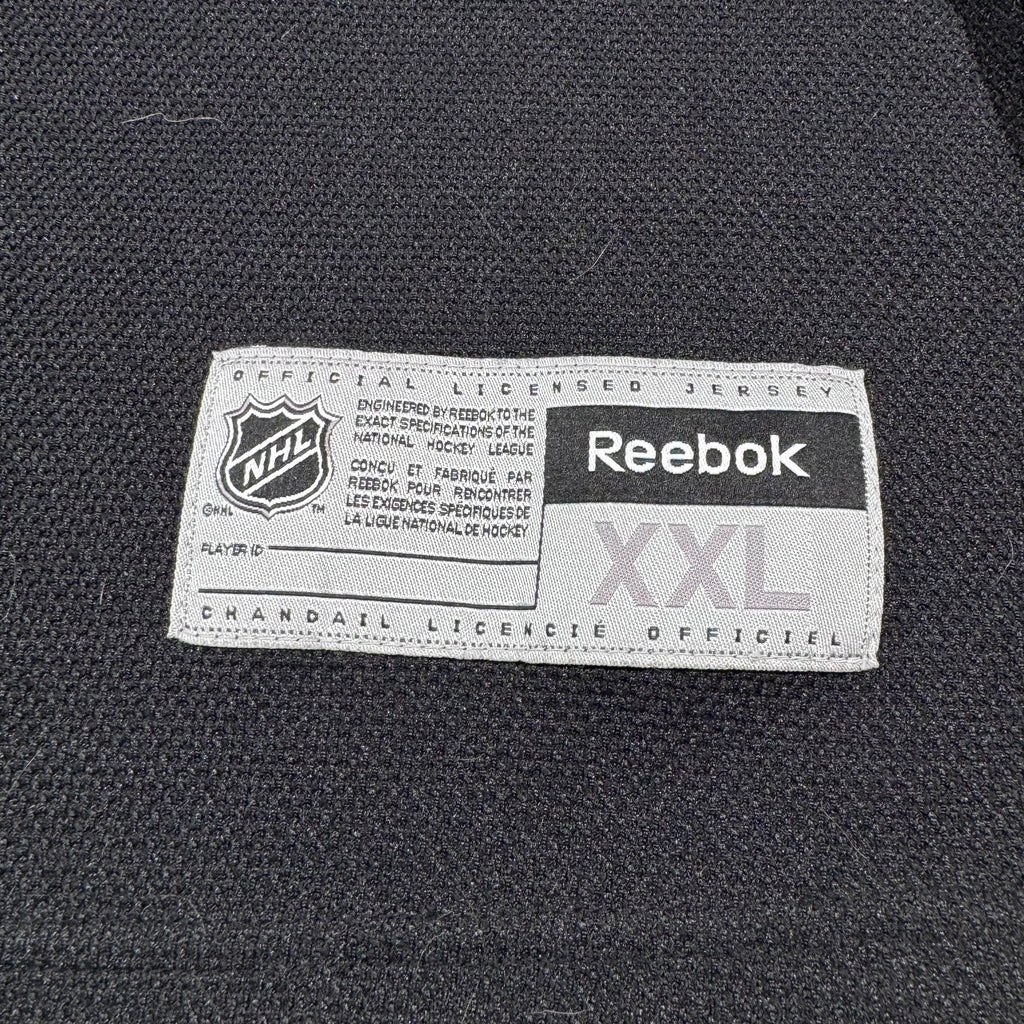 OFFICIAL LICENSED JERSEY
NHL
©NHL
TM
ENGINEERED BY REEBOK TO THE
EXACT SPECIFICATIONS OF THE
NATIONAL HOCKEY LEAGUE
CONÇU ET FABRIQUÉ PAR
REEBOK POUR RENCONTRER
LES EXIGENCES SPÉCIFIQUES DE
LA LIGUE NATIONAL DE HOCKEY
PLAYER ID
Reebok
XXL
CHANDAIL LICENCIÉ OFFICIEL